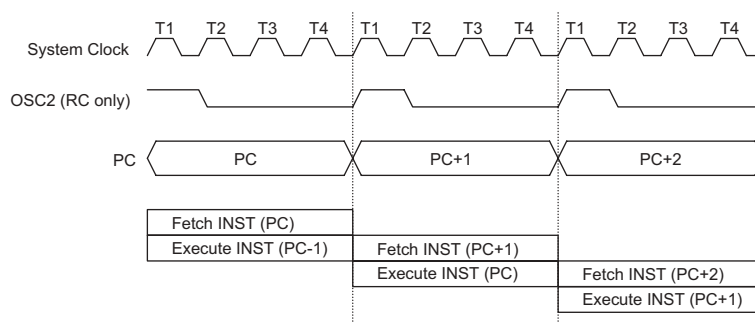 T1 T2 T3 T4 T1 T2 T3 T4 T1 T2 T3 T4
System Clock
OSC2 (RC only)
PC PC PC+1 PC+2
Fetch INST (PC)
Execute INST (PC-1) Fetch INST (PC+1)
Execute INST (PC) Fetch INST (PC+2)
Execute INST (PC+1)